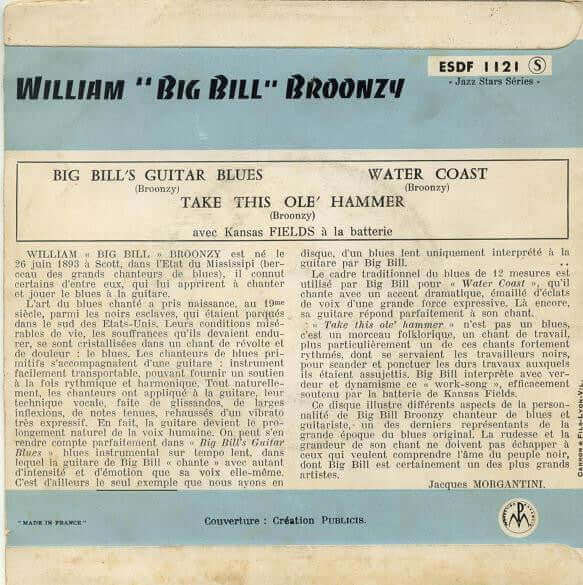 WILLIAM "BIG BILL" BROONZY
ESDF 1121 S
- Jazz Stars Séries -
BIG BILL'S GUITAR BLUES
(Broonzy)
WATER COAST
(Broonzy)
TAKE THIS OLE' HAMMER
(Broonzy)
avec Kansas FIELDS à la batterie
WILLIAM « BIG BILL » BROONZY est né le
26 juin 1893 à Scott, dans l'Etat du Mississipi (ber-
ceau des grands chanteurs de blues), il connut
certains d'entre eux, qui lui apprirent à chanter
et jouer le blues à la guitare.
L'art du blues chanté a pris naissance, au 19me
siècle, parmi les noirs esclaves, qui étaient parqués
dans le sud des Etats-Unis. Leurs conditions misé-
rables de vie, les souffrances qu'ils devaient endu-
rer, se sont cristallisées dans un chant de révolte et
de douleur : le blues. Les chanteurs de blues pri-
mitifs s'accompagnaient d'une guitare : instrument
facilement transportable, pouvant fournir un soutien
à la fois rythmique et harmonique. Tout naturelle-
ment, les chanteurs ont appliqué à la guitare, leur
technique vocale, faite de glissandos, de larges
inflexions, de notes tenues, rehaussés d'un vibrato
très expressif. En fait, la guitare devient le pro-
longement naturel de la voix humaine. On peut s'en
rendre compte parfaitement dans « Big Bill's Guitar
Blues » blues instrumental sur tempo lent, dans
lequel la guitare de Big Bill « chante » avec autant
d'intensité et d'émotion que sa voix elle-même
C'est d'ailleurs le seul exemple que nous ayons en
disque, d'un blues lent uniquement interprété à la
guitare par Big Bill.
Le cadre traditionnel du blues de 12 mesures est
utilisé par Big Bill pour « Water Coast », qu'il
chante avec un accent dramatique, émaillé d'éclats
de voix d'une grande force expressive. Là encore,
sa guitare répond parfaitement à son chant.
« Take this ole' hammer » n'est pas un blues,
c'est un morceau folklorique, un chant de travail,
plus particulièrement un de ces chants fortement
rythmés, dont se servaient les travailleurs noirs,
pour scander et ponctuer les durs travaux auxquels
ils étaient assujettis. Big Bill interprète avec ver-
deur et dynamisme ce « work-song », efficacement
soutenu par la batterie de Kansas Fields.
Ce disque illustre différents aspects de la person-
nalité de Big Bill Broonzy chanteur de blues et
guitariste, un des derniers représentants de la
grande époque du blues original. La rudesse et la
grandeur de son chant ne doivent pas échapper à
ceux qui veulent comprendre l'âme du peuple noir,
dont Big Bill est certainement un des plus grands
artistes.
Jacques MORGANTINI.
"MADE IN FRANCE"
Couverture : Création PUBLICIS.